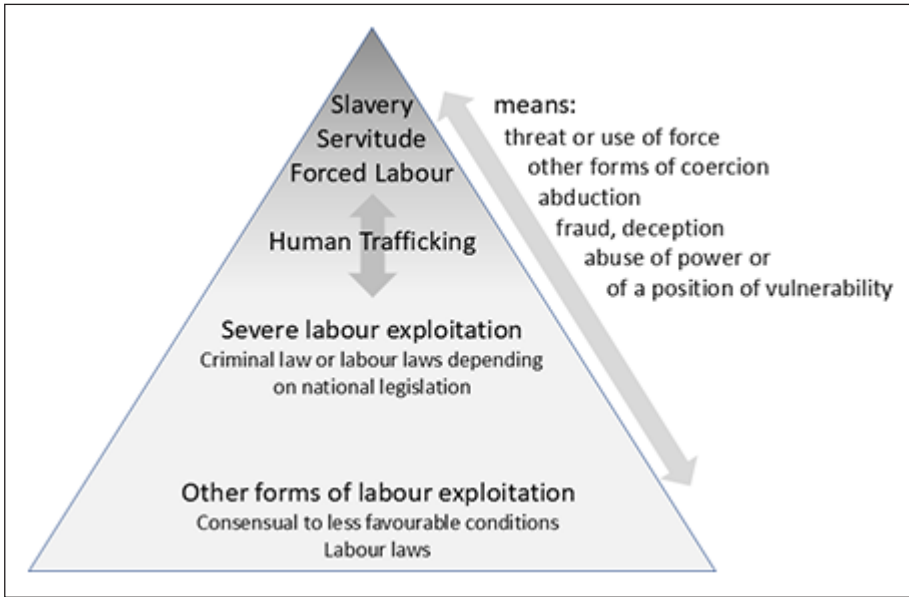 Slavery
Servitude
Forced Labour
Human Trafficking
Severe labour exploitation
Criminal law or labour laws depending
on national legislation
Other forms of labour exploitation
Consensual to less favourable conditions
Labour laws
means:
threat or use of force
other forms of coercion
abduction
fraud, deception
abuse of power or
of a position of vulnerability